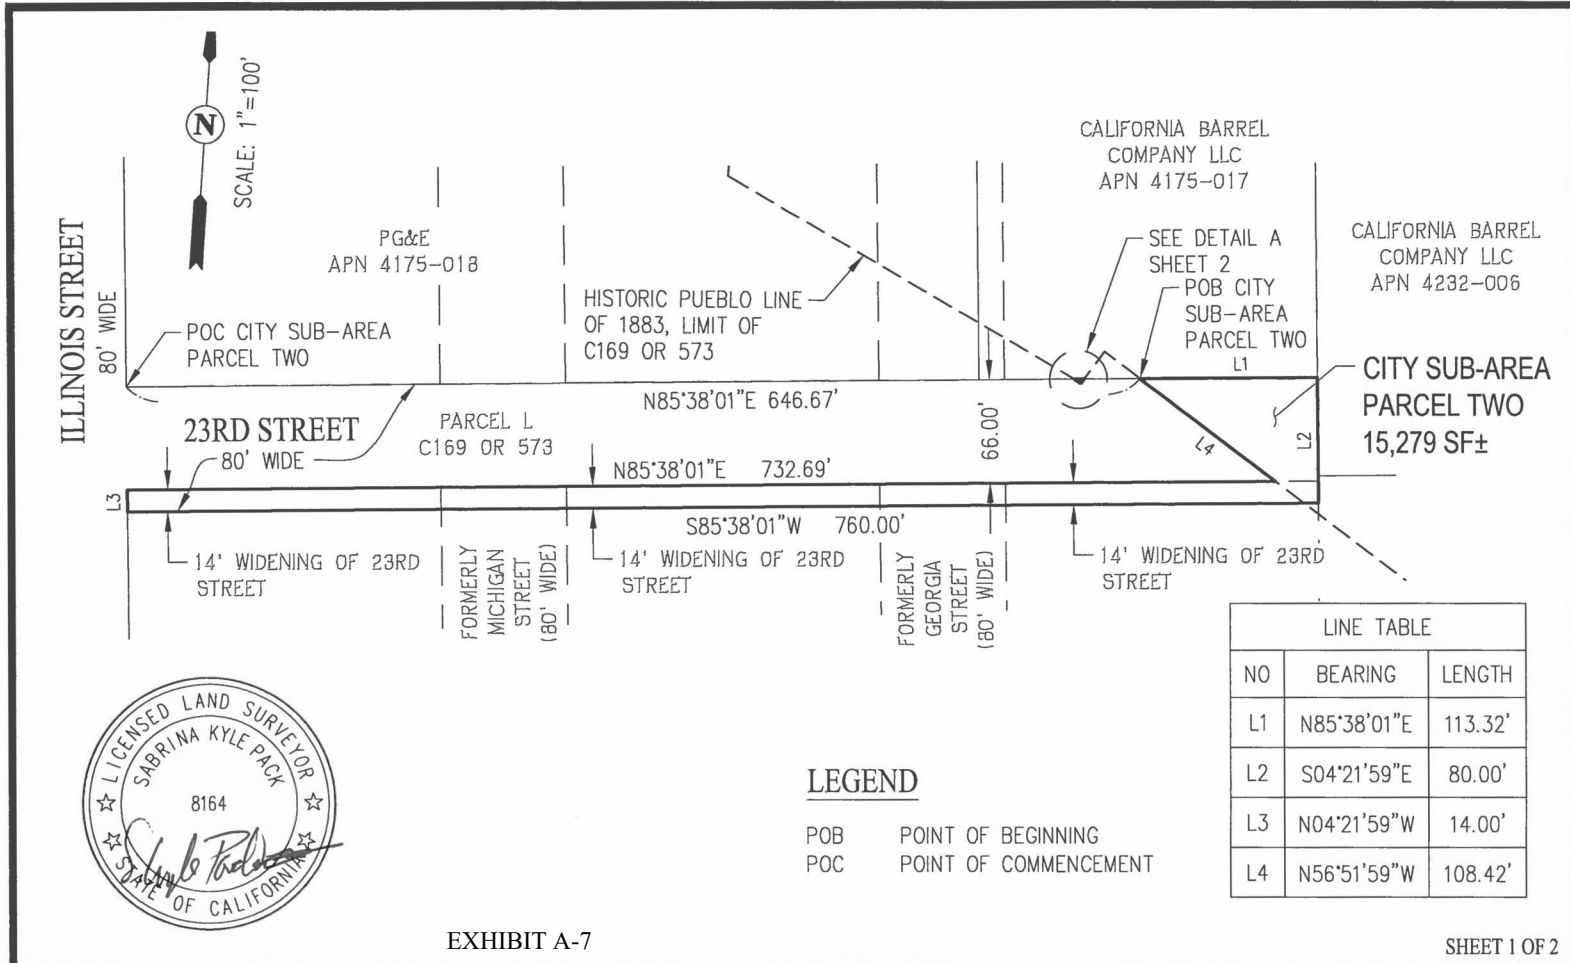 N
SCALE: 1"=100'
ILLINOIS STREET
80' WIDE
PG&E
APN 4175-018
CALIFORNIA BARREL
COMPANY LLC
APN 4175-017
CALIFORNIA BARREL
COMPANY LLC
APN 4232-006
SEE DETAIL A
SHEET 2
POB CITY
SUB-AREA
PARCEL TWO
HISTORIC PUEBLO LINE
OF 1883, LIMIT OF
C169 OR 573
POC CITY SUB-AREA
PARCEL TWO
L1
CITY SUB-AREA
PARCEL TWO
15,279 SF±
N85°38'01"E 646.67'
PARCEL L
C169 OR 573
23RD STREET
80' WIDE
66.00'
L4
L2
N85°38'01"E 732.69'
L3
S85°38'01"W 760.00'
14' WIDENING OF 23RD
STREET
14' WIDENING OF 23RD
STREET
14' WIDENING OF 23RD
STREET
FORMERLY
MICHIGAN
STREET
(80' WIDE)
FORMERLY
GEORGIA
STREET
(80' WIDE)
LINE TABLE
NO BEARING LENGTH
L1 N85°38'01"E 113.32'
L2 S04°21'59"E 80.00'
L3 N04°21'59"W 14.00'
L4 N56°51'59"W 108.42'
LICENSED LAND SURVEYOR
SABRINA KYLE PACK
8164
STATE OF CALIFORNIA
LEGEND
POB POINT OF BEGINNING
POC POINT OF COMMENCEMENT
EXHIBIT A-7
SHEET 1 OF 2